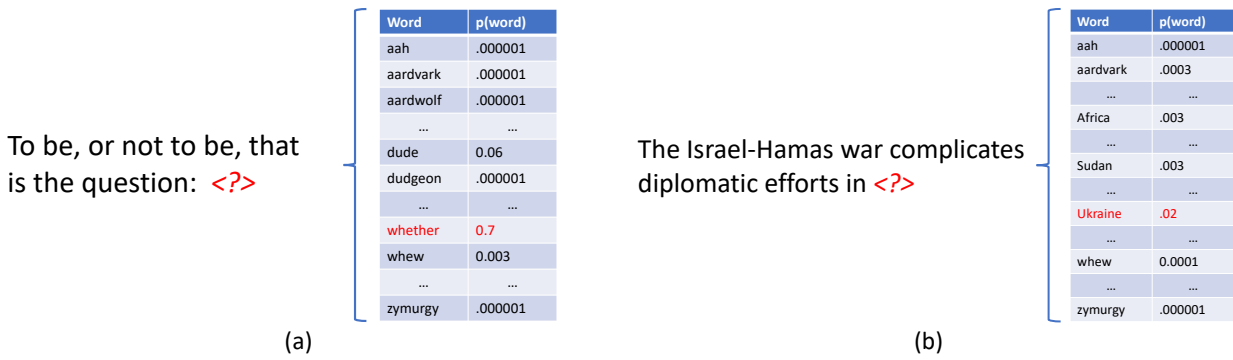 To be, or not to be, that
is the question: <?>
Word p(word)
aah .000001
aardvark .000001
aardwolf .000001
... ...
dude 0.06
dudgeon .000001
... ...
whether 0.7
whew 0.003
... ...
zymurgy .000001
(a)
The Israel-Hamas war complicates
diplomatic efforts in <?>
Word p(word)
aah .000001
aardvark .0003
... ...
Africa .003
... ...
Sudan .003
... ...
Ukraine .02
... ...
whew 0.0001
... ...
zymurgy .000001
(b)